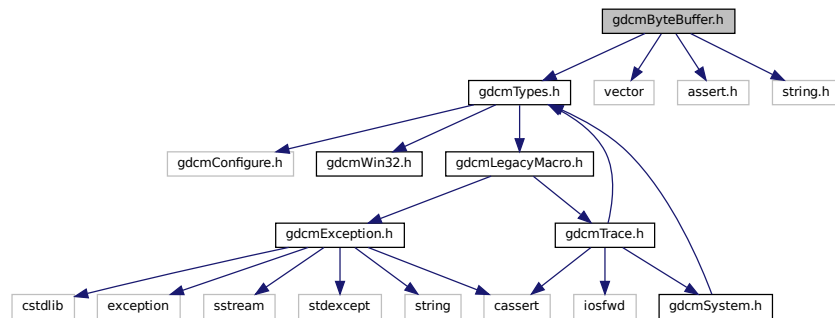 gdcmByteBuffer.h
gdcmTypes.h
vector
assert.h
string.h
gdcmConfigure.h
gdcmWin32.h
gdcmLegacyMacro.h
gdcmException.h
gdcmTrace.h
cstdlib
exception
sstream
stdexcept
string
cassert
iosfwd
gdcmSystem.h